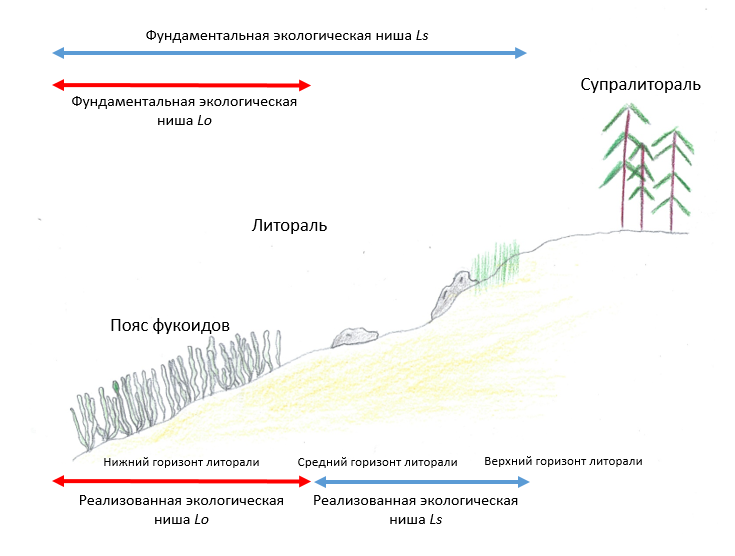 Фундаментальная экологическая ниша Ls
Фундаментальная экологическая
ниша Lo
Супралитораль
Литораль
Пояс фукоидов
Нижний горизонт литорали
Средний горизонт литорали
Верхний горизонт литорали
Реализованная экологическая
ниша Lo
Реализованная экологическая
ниша Ls